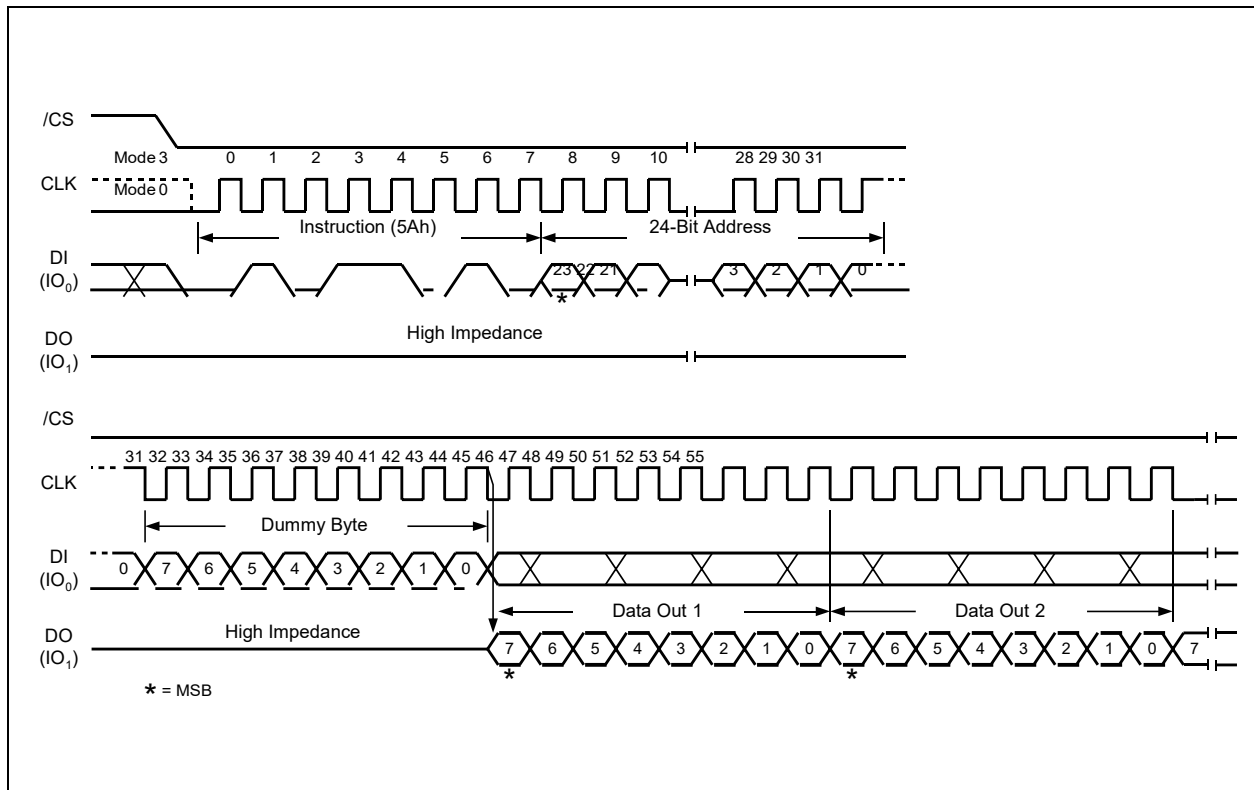 /CS
Mode 3 0 1 2 3 4 5 6 7 8 9 10 28 29 30 31
CLK
Mode 0
Instruction (5Ah) 24-Bit Address
DI
(IO0)
23 22 21 3 2 1 0
*
DO
(IO1)
High Impedance
/CS
31 32 33 34 35 36 37 38 39 40 41 42 43 44 45 46 47 48 49 50 51 52 53 54 55
CLK
Dummy Byte
DI
(IO0)
0 7 6 5 4 3 2 1 0
Data Out 1 Data Out 2
DO
(IO1)
High Impedance
7 6 5 4 3 2 1 0 7 6 5 4 3 2 1 0 7
* *
* = MSB